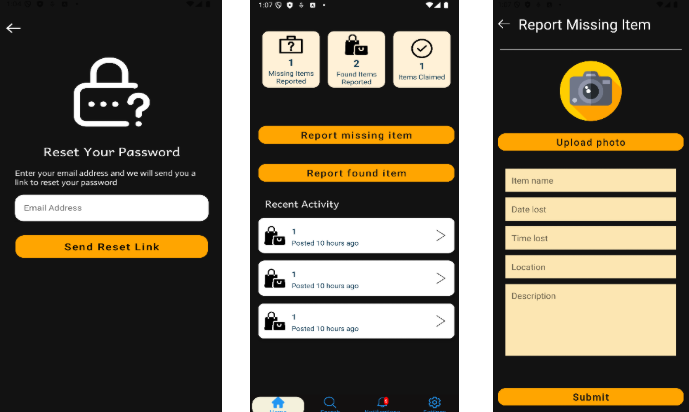 Reset Your Password
Enter your email address and we will send you a
link to reset your password
Email Address
Send Reset Link
1:07
1
Missing Items
Reported
2
Found Items
Reported
1
Items Claimed
Report missing item
Report found item
Recent Activity
1
Posted 10 hours ago
1
Posted 10 hours ago
1
Posted 10 hours ago
Report Missing Item
Upload photo
Item name
Date lost
Time lost
Location
Description
Submit